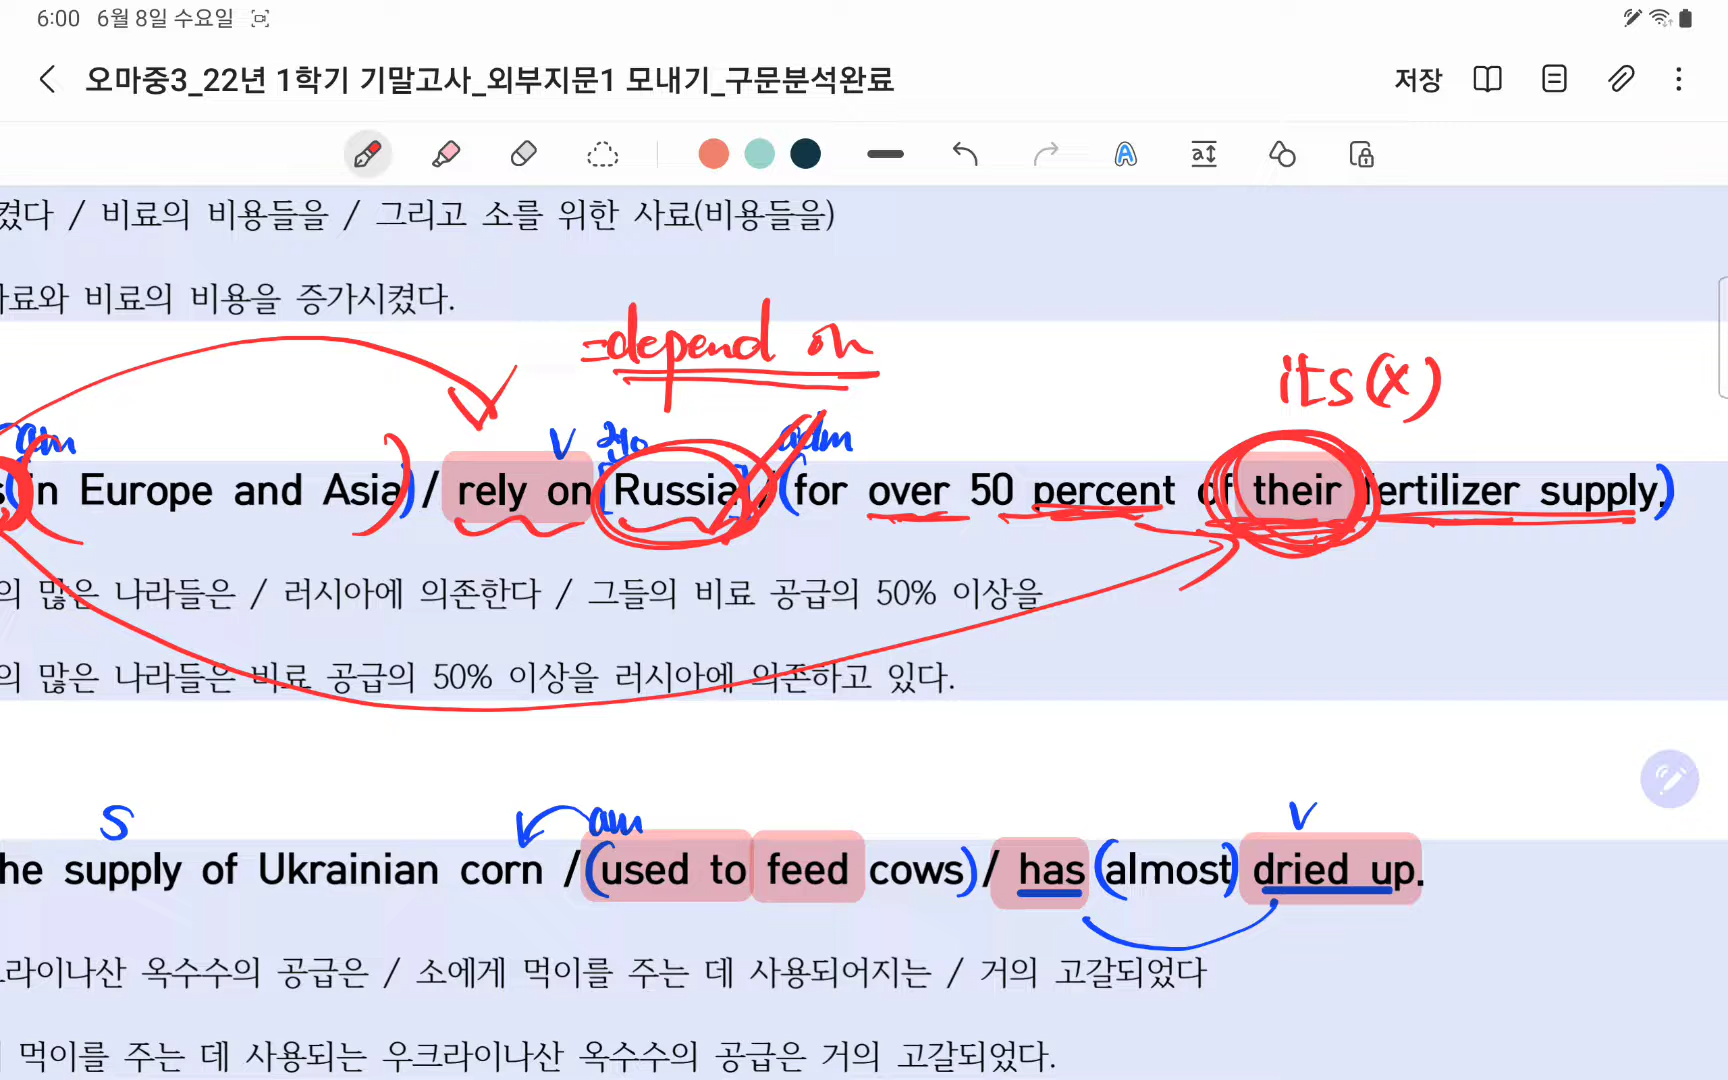 6:00 6월 8일 수요일
오마중3_22년 1학기 기말고사_외부지문1 모내기_구문분석완료 저장
켰다 / 비료의 비용들을 / 그리고 소를 위한 사료(비용들을)
사료와 비료의 비용을 증가시켰다.
=depend on
its(x)
am V adm
s (in Europe and Asia) / rely on [Russia] / (for over 50 percent of their fertilizer supply.)
의 많은 나라들은 / 러시아에 의존한다 / 그들의 비료 공급의 50% 이상을
의 많은 나라들은 비료 공급의 50% 이상을 러시아에 의존하고 있다.
S am V
he supply of Ukrainian corn / (used to feed cows) / has (almost) dried up.
라이나산 옥수수의 공급은 / 소에게 먹이를 주는 데 사용되어지는 / 거의 고갈되었다
먹이를 주는 데 사용되는 우크라이나산 옥수수의 공급은 거의 고갈되었다.